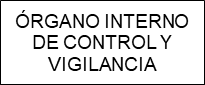 ÓRGANO INTERNO
DE CONTROL Y
VIGILANCIA